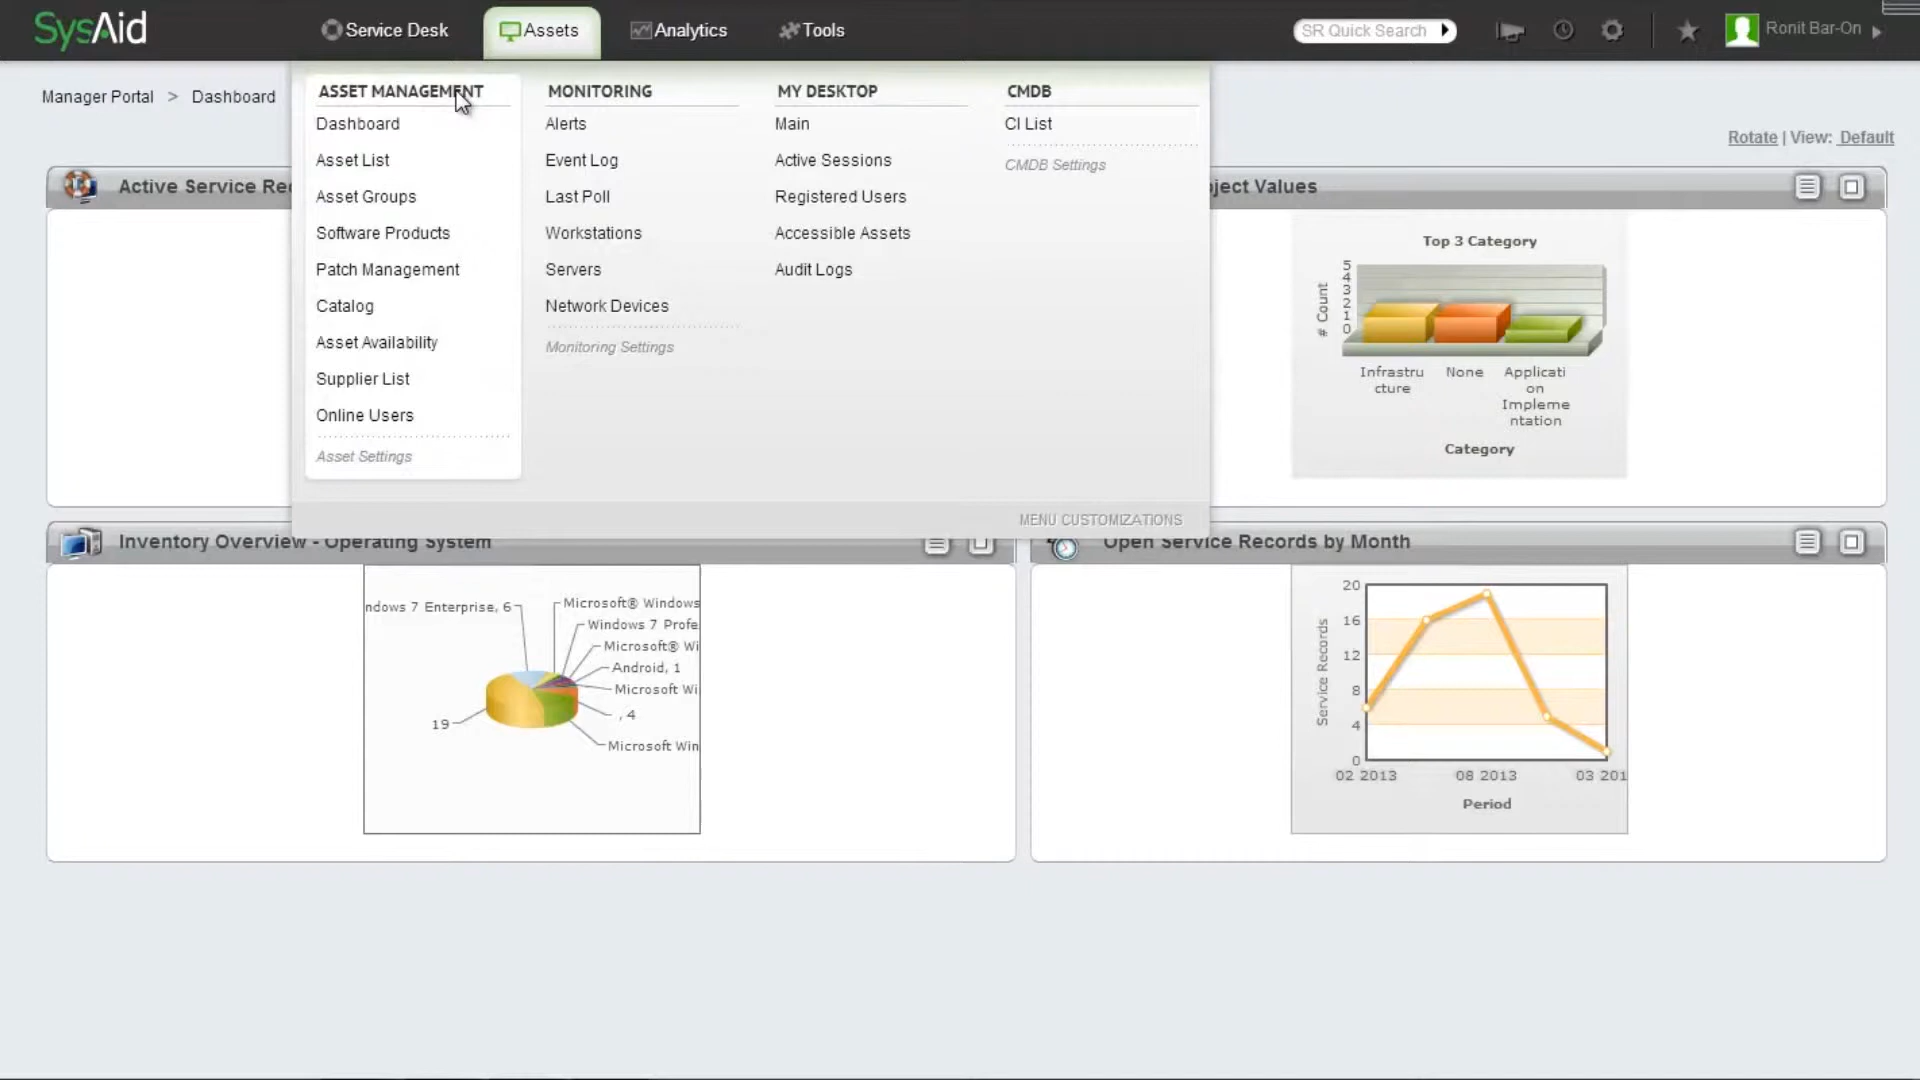 SysAid
Service Desk
Assets
Analytics
Tools
SR Quick Search
Ronit Bar-On
Manager Portal > Dashboard
Rotate | View: Default
ASSET MANAGEMENT
Dashboard
Asset List
Asset Groups
Software Products
Patch Management
Catalog
Asset Availability
Supplier List
Online Users
Asset Settings
MONITORING
Alerts
Event Log
Last Poll
Workstations
Servers
Network Devices
Monitoring Settings
MY DESKTOP
Main
Active Sessions
Registered Users
Accessible Assets
Audit Logs
CMDB
CI List
CMDB Settings
MENU CUSTOMIZATIONS
Active Service Re
ject Values
Top 3 Category
# Count
5
4
3
2
1
0
Infrastru
cture
None
Applicati
on
Impleme
ntation
Category
Inventory Overview - Operating System
ndows 7 Enterprise, 6
Microsoft® Windows
Windows 7 Profe
Microsoft® Wi
Android, 1
Microsoft Wi
, 4
19
Microsoft Win
Open Service Records by Month
Service Records
20
16
12
8
4
0
02 2013
08 2013
03 201
Period